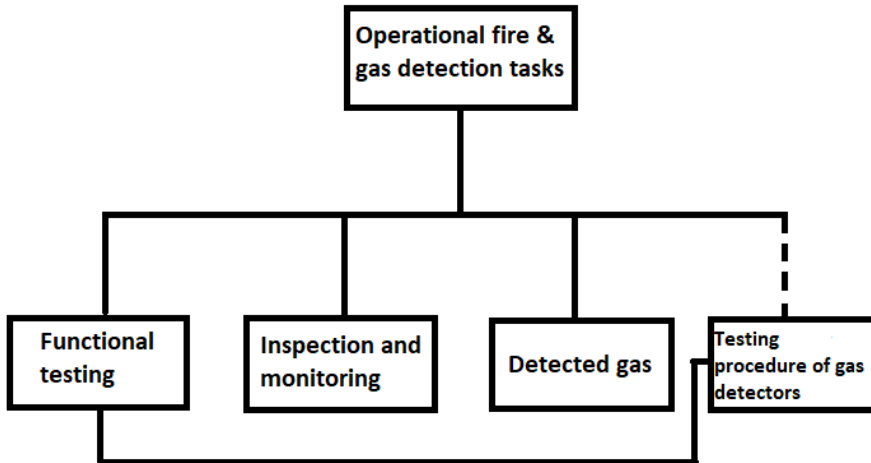 Operational fire &
gas detection tasks
Functional
testing
Inspection and
monitoring
Detected gas
Testing
procedure of gas
detectors